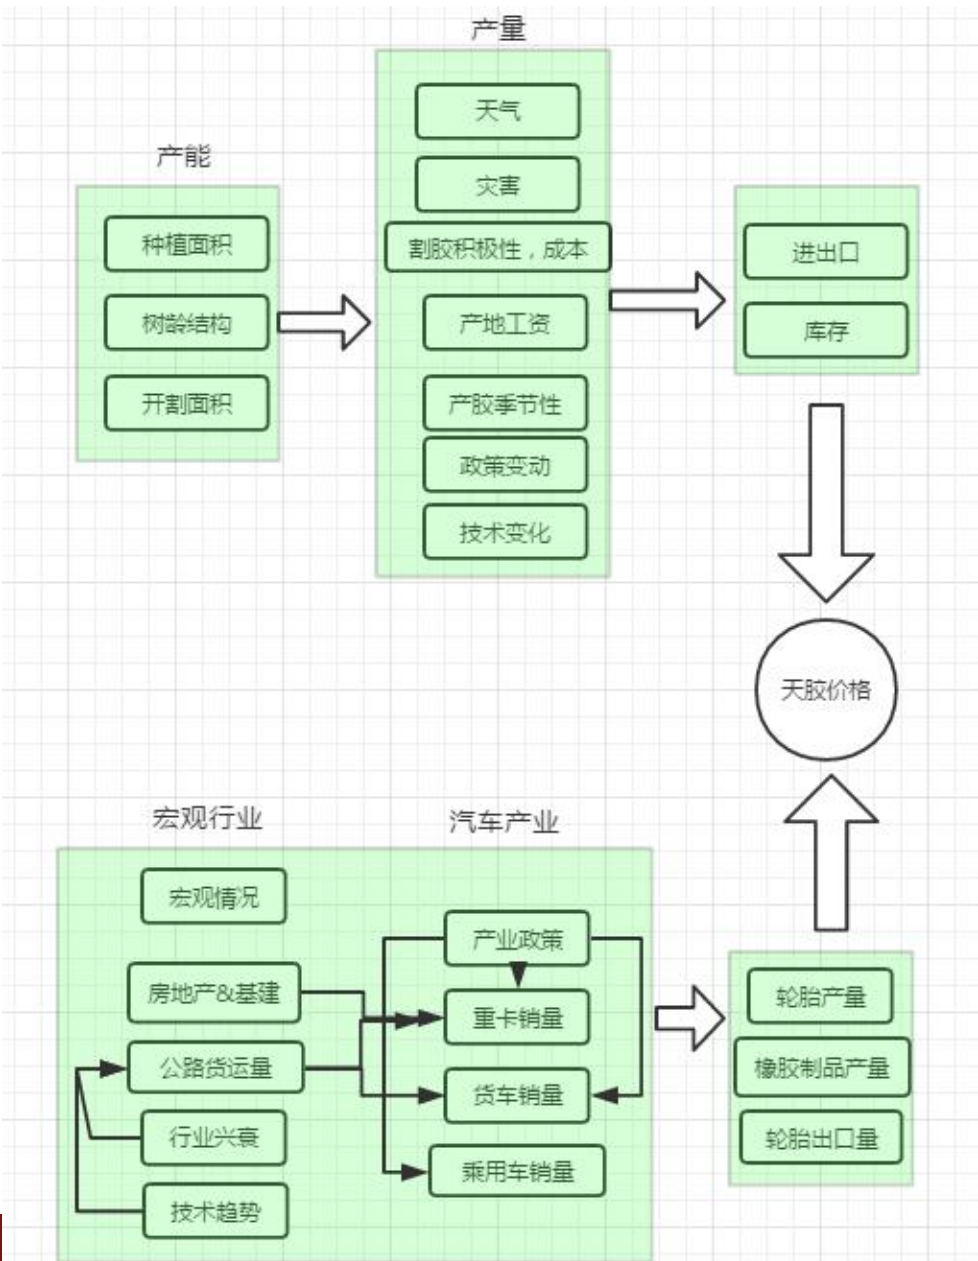 产量
天气
灾害
割胶积极性，成本
产地工资
产胶季节性
政策变动
技术变化
产能
种植面积
树龄结构
开割面积
进出口
库存
天胶价格
宏观行业
汽车产业
宏观情况
房地产&基建
公路货运量
行业兴衰
技术趋势
产业政策
重卡销量
货车销量
乘用车销量
轮胎产量
橡胶制品产量
轮胎出口量